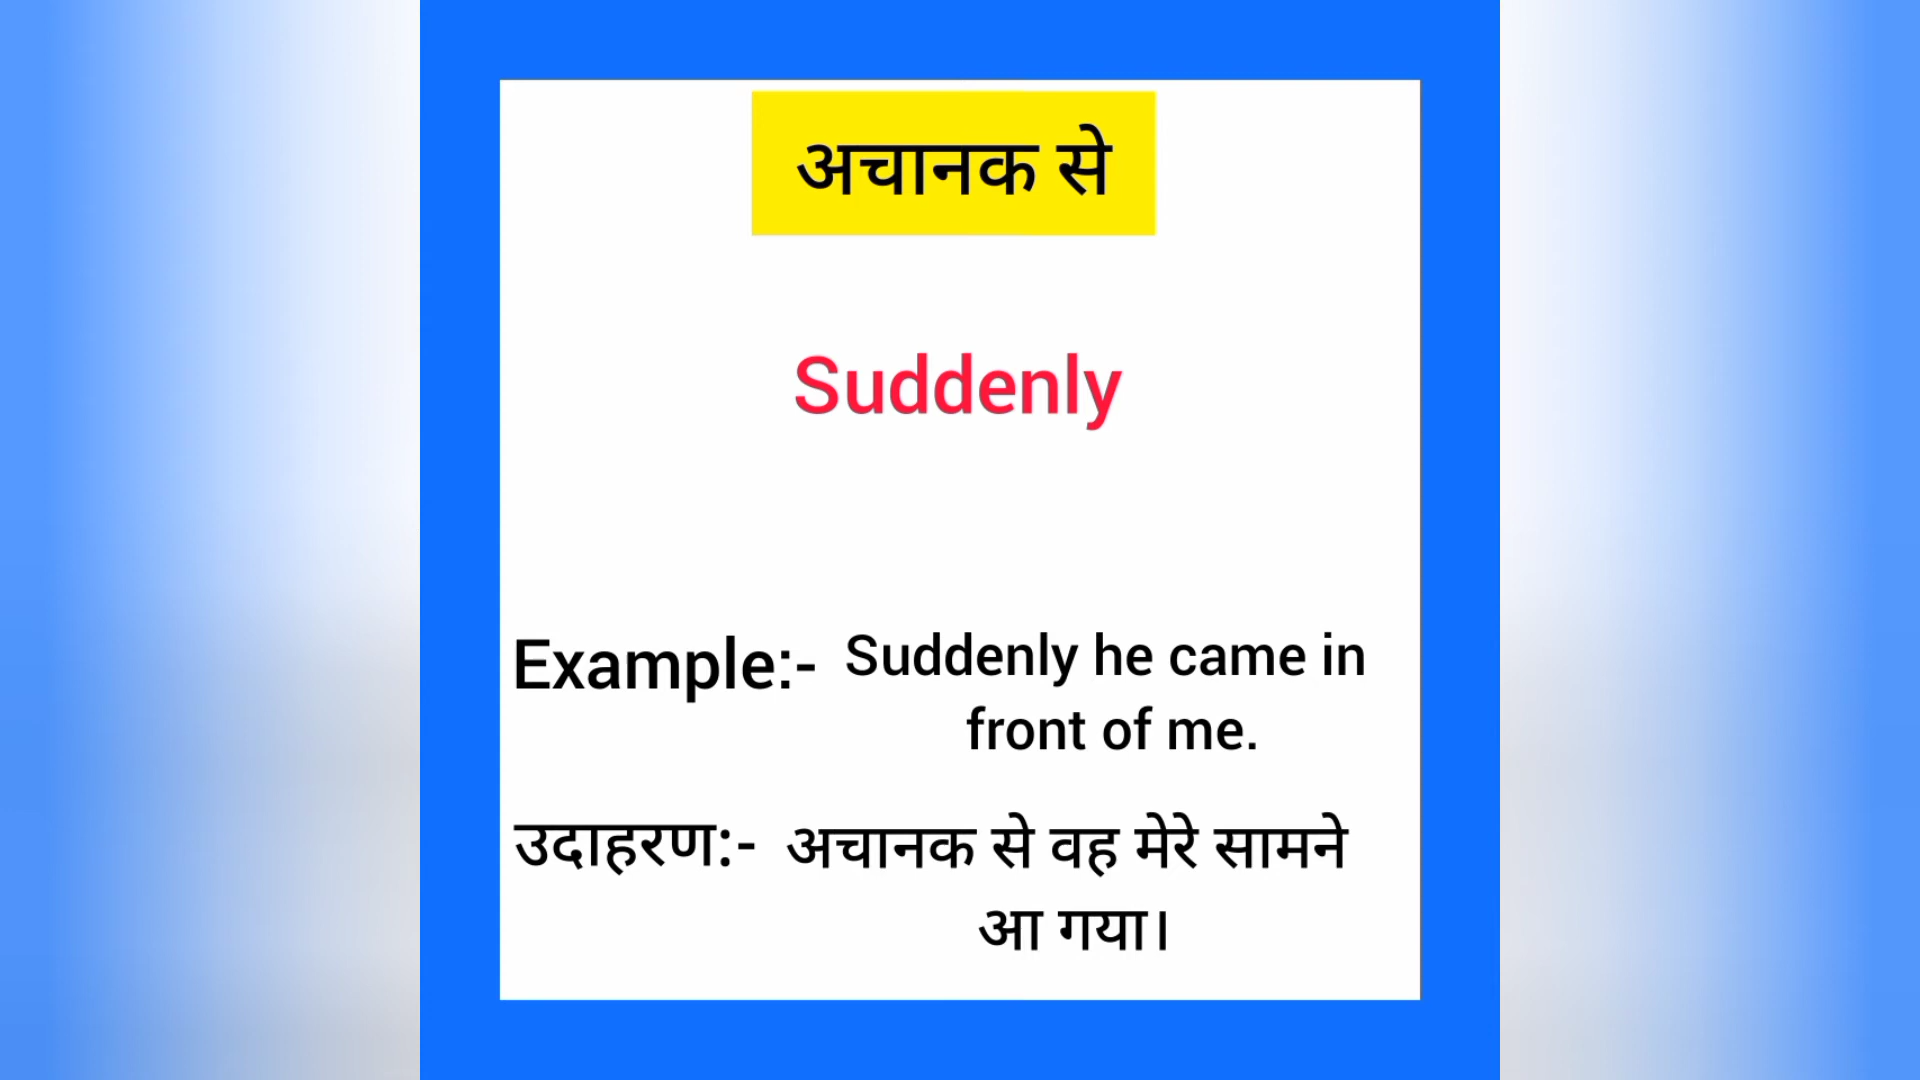 अचानक से
Suddenly
Example:- Suddenly he came in
front of me.
उदाहरण:- अचानक से वह मेरे सामने
आ गया।